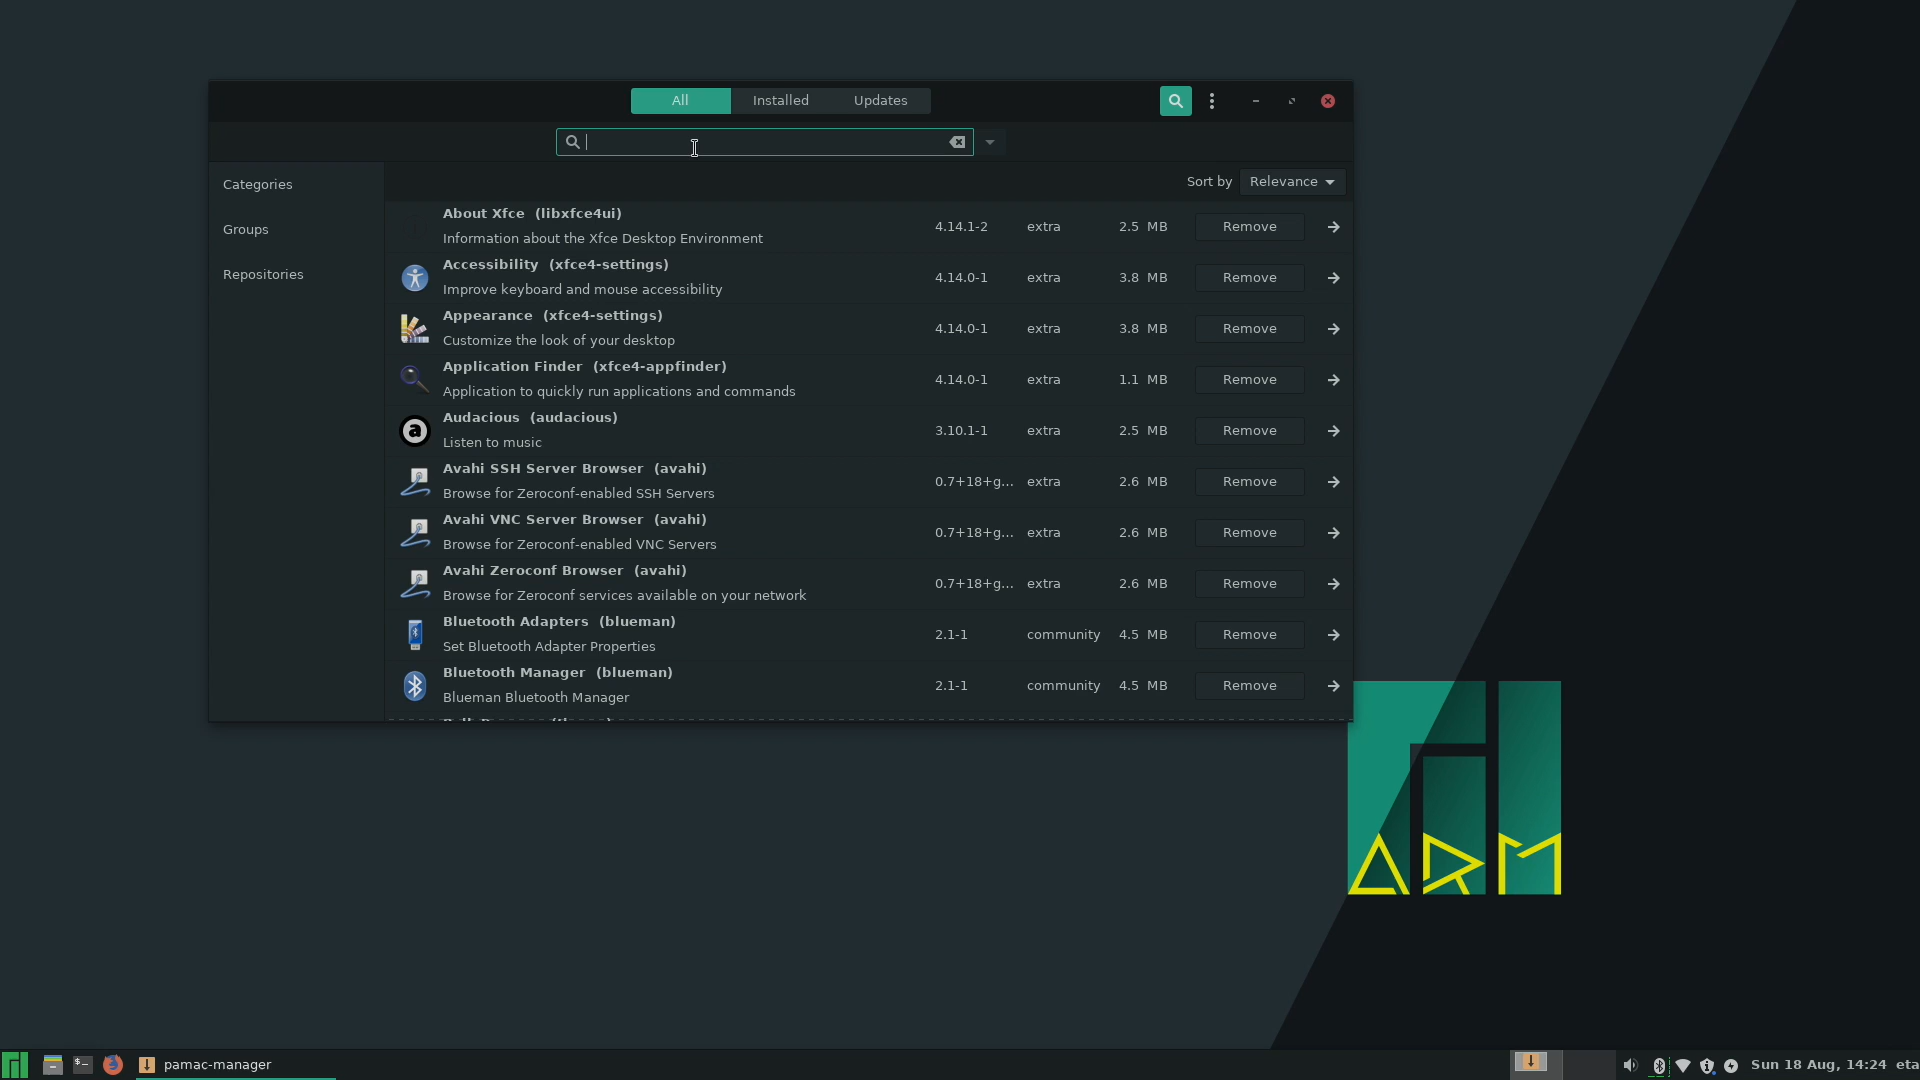 All Installed Updates
Categories
Groups
Repositories
Sort by Relevance
About Xfce (libxfce4ui)
Information about the Xfce Desktop Environment
4.14.1-2 extra 2.5 MB Remove
Accessibility (xfce4-settings)
Improve keyboard and mouse accessibility
4.14.0-1 extra 3.8 MB Remove
Appearance (xfce4-settings)
Customize the look of your desktop
4.14.0-1 extra 3.8 MB Remove
Application Finder (xfce4-appfinder)
Application to quickly run applications and commands
4.14.0-1 extra 1.1 MB Remove
Audacious (audacious)
Listen to music
3.10.1-1 extra 2.5 MB Remove
Avahi SSH Server Browser (avahi)
Browse for Zeroconf-enabled SSH Servers
0.7+18+g... extra 2.6 MB Remove
Avahi VNC Server Browser (avahi)
Browse for Zeroconf-enabled VNC Servers
0.7+18+g... extra 2.6 MB Remove
Avahi Zeroconf Browser (avahi)
Browse for Zeroconf services available on your network
0.7+18+g... extra 2.6 MB Remove
Bluetooth Adapters (blueman)
Set Bluetooth Adapter Properties
2.1-1 community 4.5 MB Remove
Bluetooth Manager (blueman)
Blueman Bluetooth Manager
2.1-1 community 4.5 MB Remove
ARM
pamac-manager
Sun 18 Aug, 14:24 eta